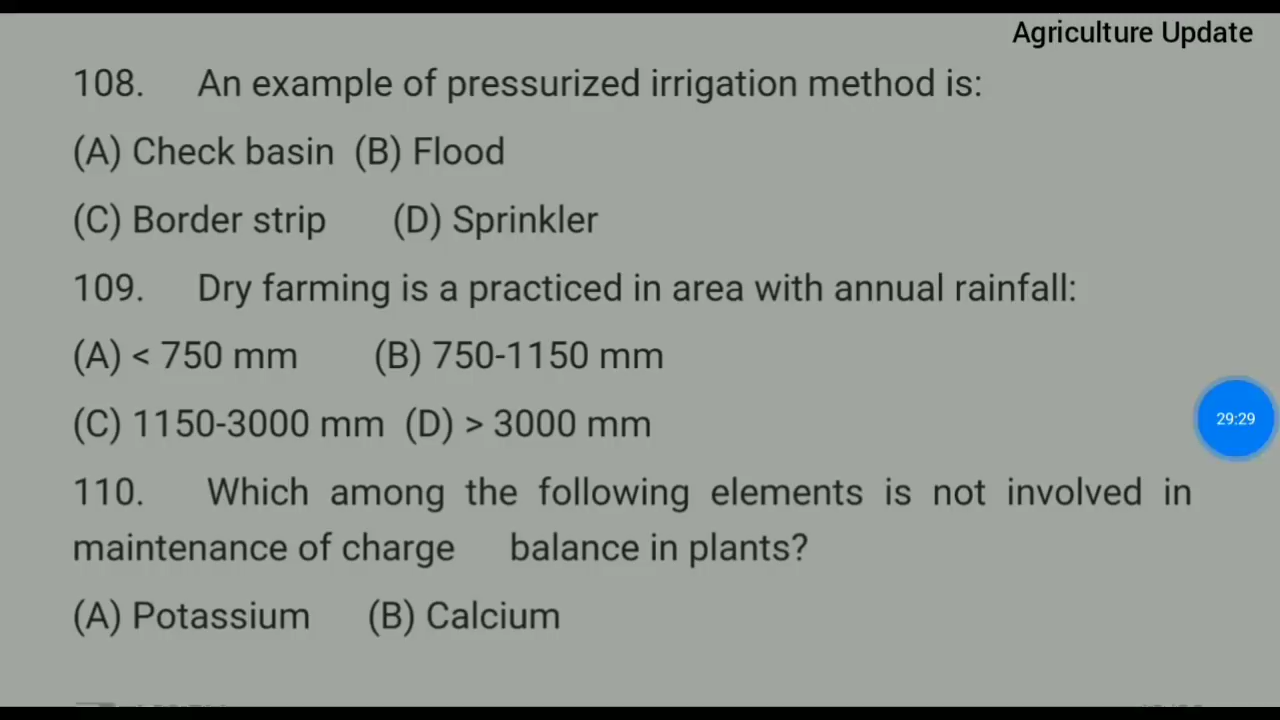 Agriculture Update
108. An example of pressurized irrigation method is:
(A) Check basin (B) Flood
(C) Border strip (D) Sprinkler
109. Dry farming is a practiced in area with annual rainfall:
(A) < 750 mm (B) 750-1150 mm
(C) 1150-3000 mm (D) > 3000 mm
29:29
110. Which among the following elements is not involved in
maintenance of charge balance in plants?
(A) Potassium (B) Calcium